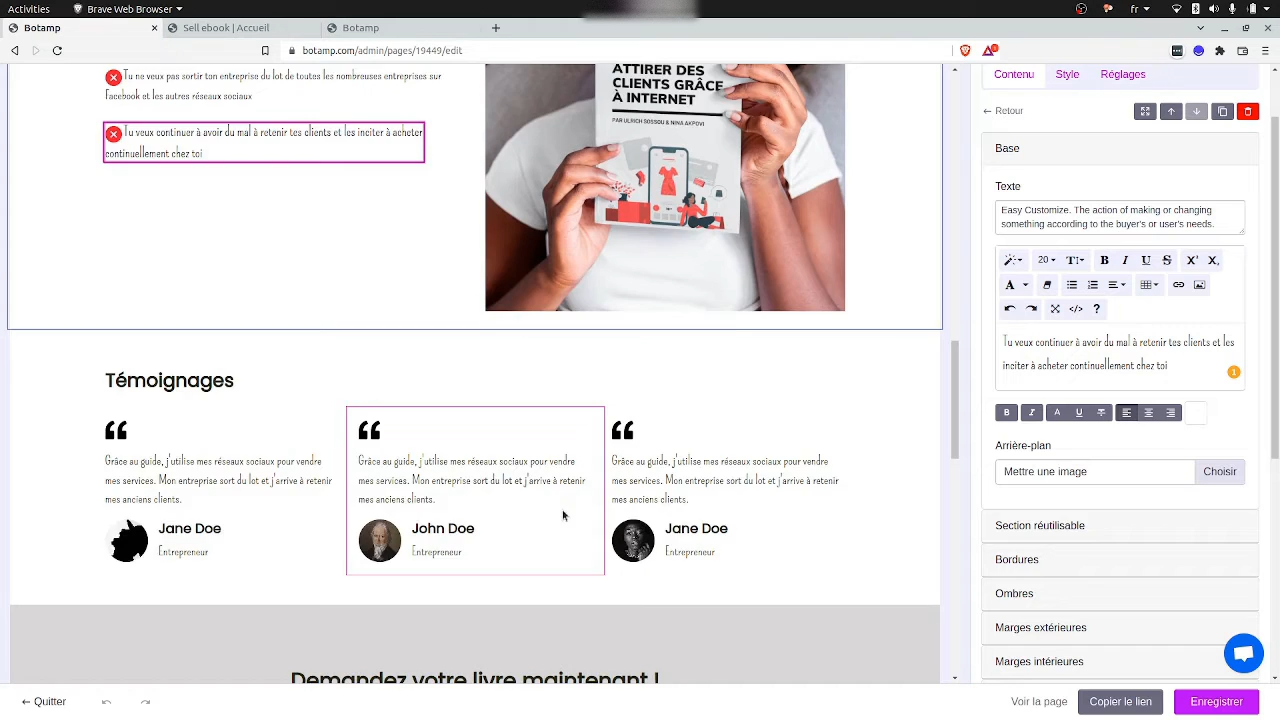 Activities
Brave Web Browser
fr
Botamp
Sell ebook | Accueil
Botamp
botamp.com/admin/pages/19449/edit
Tu ne veux pas sortir ton entreprise du lot de toutes les nombreuses entreprises sur
Facebook et les autres réseaux sociaux
Tu veux continuer à avoir du mal à retenir tes clients et les inciter à acheter
continuellement chez toi
ATTIRER DES
CLIENTS GRÂCE
À INTERNET
PAR ULRICH SOSSOU & NINA AKPOVI
Témoignages
Grâce au guide, j'utilise mes réseaux sociaux pour vendre
mes services. Mon entreprise sort du lot et j'arrive à retenir
mes anciens clients.
Jane Doe
Entrepreneur
Grâce au guide, j'utilise mes réseaux sociaux pour vendre
mes services. Mon entreprise sort du lot et j'arrive à retenir
mes anciens clients.
John Doe
Entrepreneur
Grâce au guide, j'utilise mes réseaux sociaux pour vendre
mes services. Mon entreprise sort du lot et j'arrive à retenir
mes anciens clients.
Jane Doe
Entrepreneur
Demandez votre livre maintenant !
Contenu Style Réglages
← Retour
Base
Texte
Easy Customize. The action of making or changing
something according to the buyer's or user's needs.
20 T B I U S X¹ X,
A
</> ?
Tu veux continuer à avoir du mal à retenir tes clients et les
inciter à acheter continuellement chez toi
1
B I A U T
Arrière-plan
Mettre une image Choisir
Section réutilisible
Bordures
Ombres
Marges extérieures
Marges intérieures
← Quitter
Voir la page Copier le lien Enregistrer